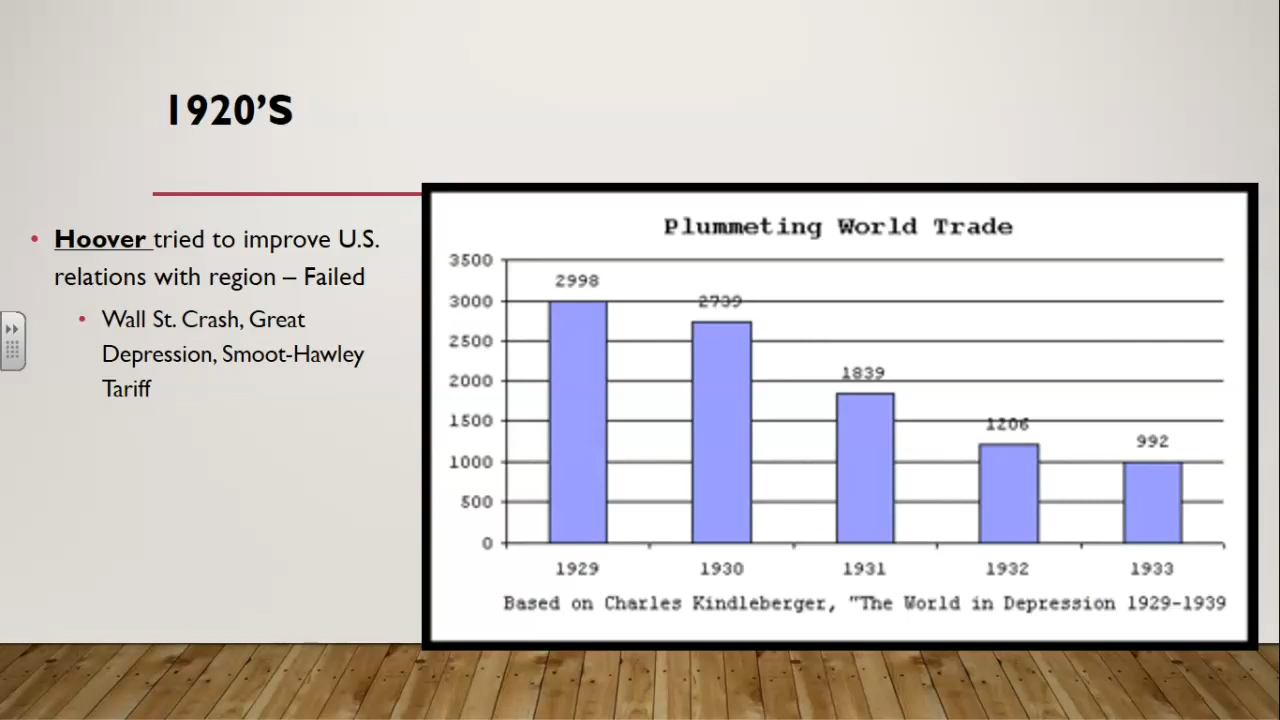 1920'S
• Hoover tried to improve U.S.
relations with region – Failed
• Wall St. Crash, Great
Depression, Smoot-Hawley
Tariff
Plummeting World Trade
3500
3000
2500
2000
1500
1000
500
0
2998
2739
1839
1206
992
1929 1930 1931 1932 1933
Based on Charles Kindleberger, "The World in Depression 1929-1939